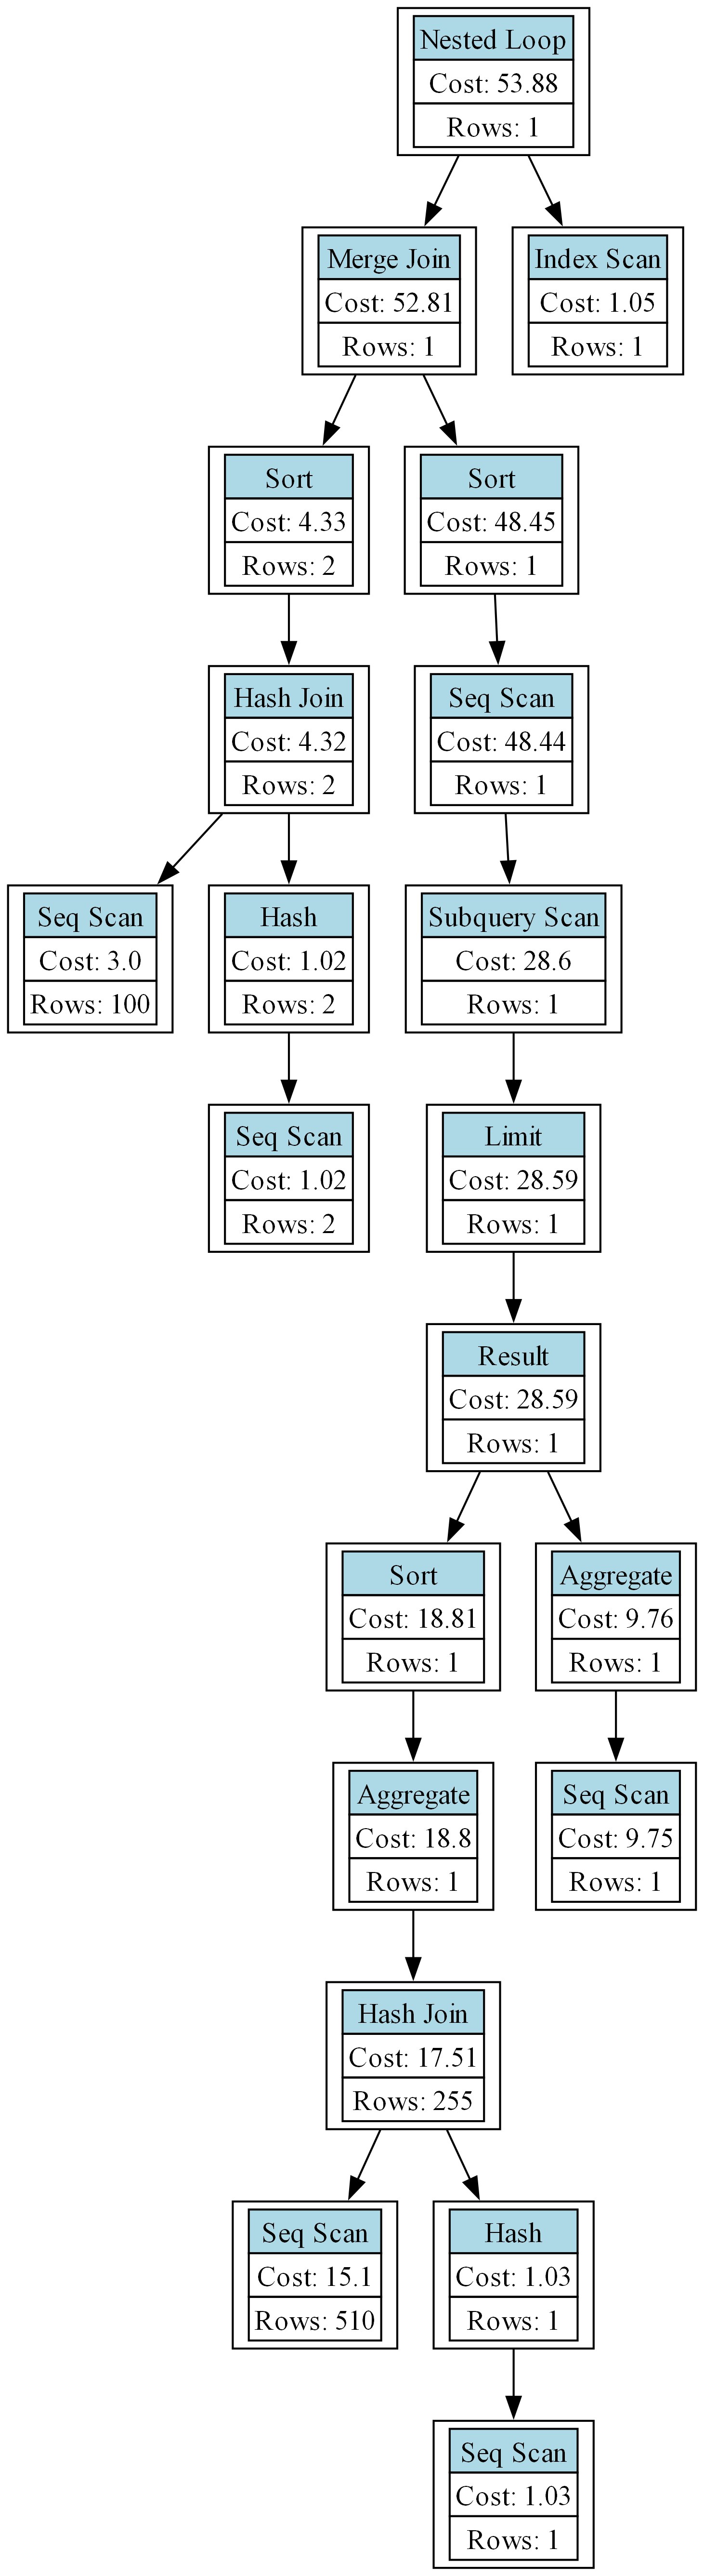 Nested Loop
Cost: 53.88
Rows: 1
Merge Join
Cost: 52.81
Rows: 1
Index Scan
Cost: 1.05
Rows: 1
Sort
Cost: 4.33
Rows: 2
Sort
Cost: 48.45
Rows: 1
Hash Join
Cost: 4.32
Rows: 2
Seq Scan
Cost: 48.44
Rows: 1
Seq Scan
Cost: 3.0
Rows: 100
Hash
Cost: 1.02
Rows: 2
Subquery Scan
Cost: 28.6
Rows: 1
Seq Scan
Cost: 1.02
Rows: 2
Limit
Cost: 28.59
Rows: 1
Result
Cost: 28.59
Rows: 1
Sort
Cost: 18.81
Rows: 1
Aggregate
Cost: 9.76
Rows: 1
Aggregate
Cost: 18.8
Rows: 1
Seq Scan
Cost: 9.75
Rows: 1
Hash Join
Cost: 17.51
Rows: 255
Seq Scan
Cost: 15.1
Rows: 510
Hash
Cost: 1.03
Rows: 1
Seq Scan
Cost: 1.03
Rows: 1